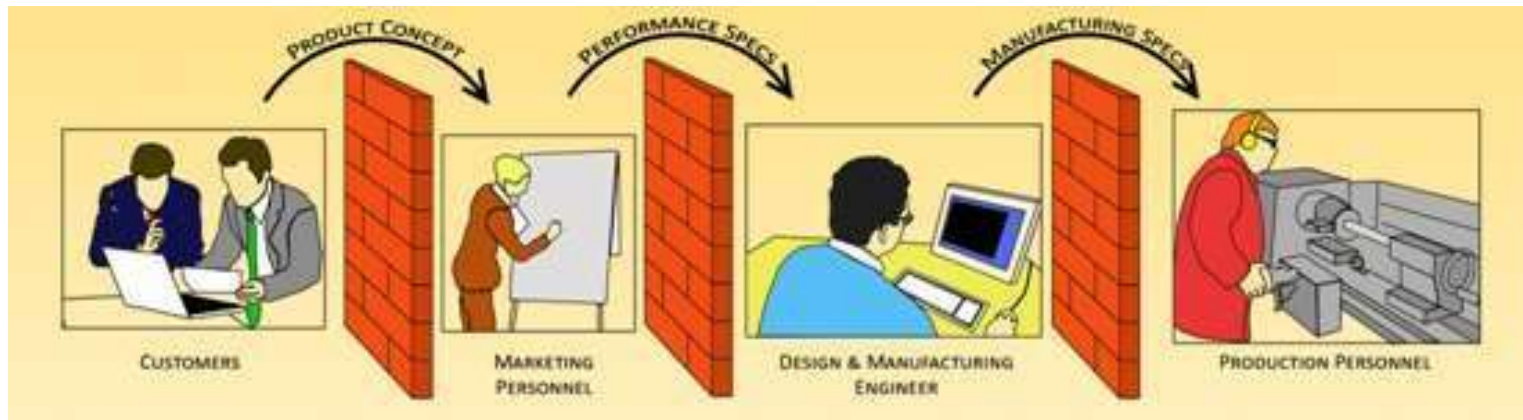 PRODUCT CONCEPT
PERFORMANCE SPECS
MANUFACTURING SPECS
CUSTOMERS
MARKETING
PERSONNEL
DESIGN & MANUFACTURING
ENGINEER
PRODUCTION PERSONNEL